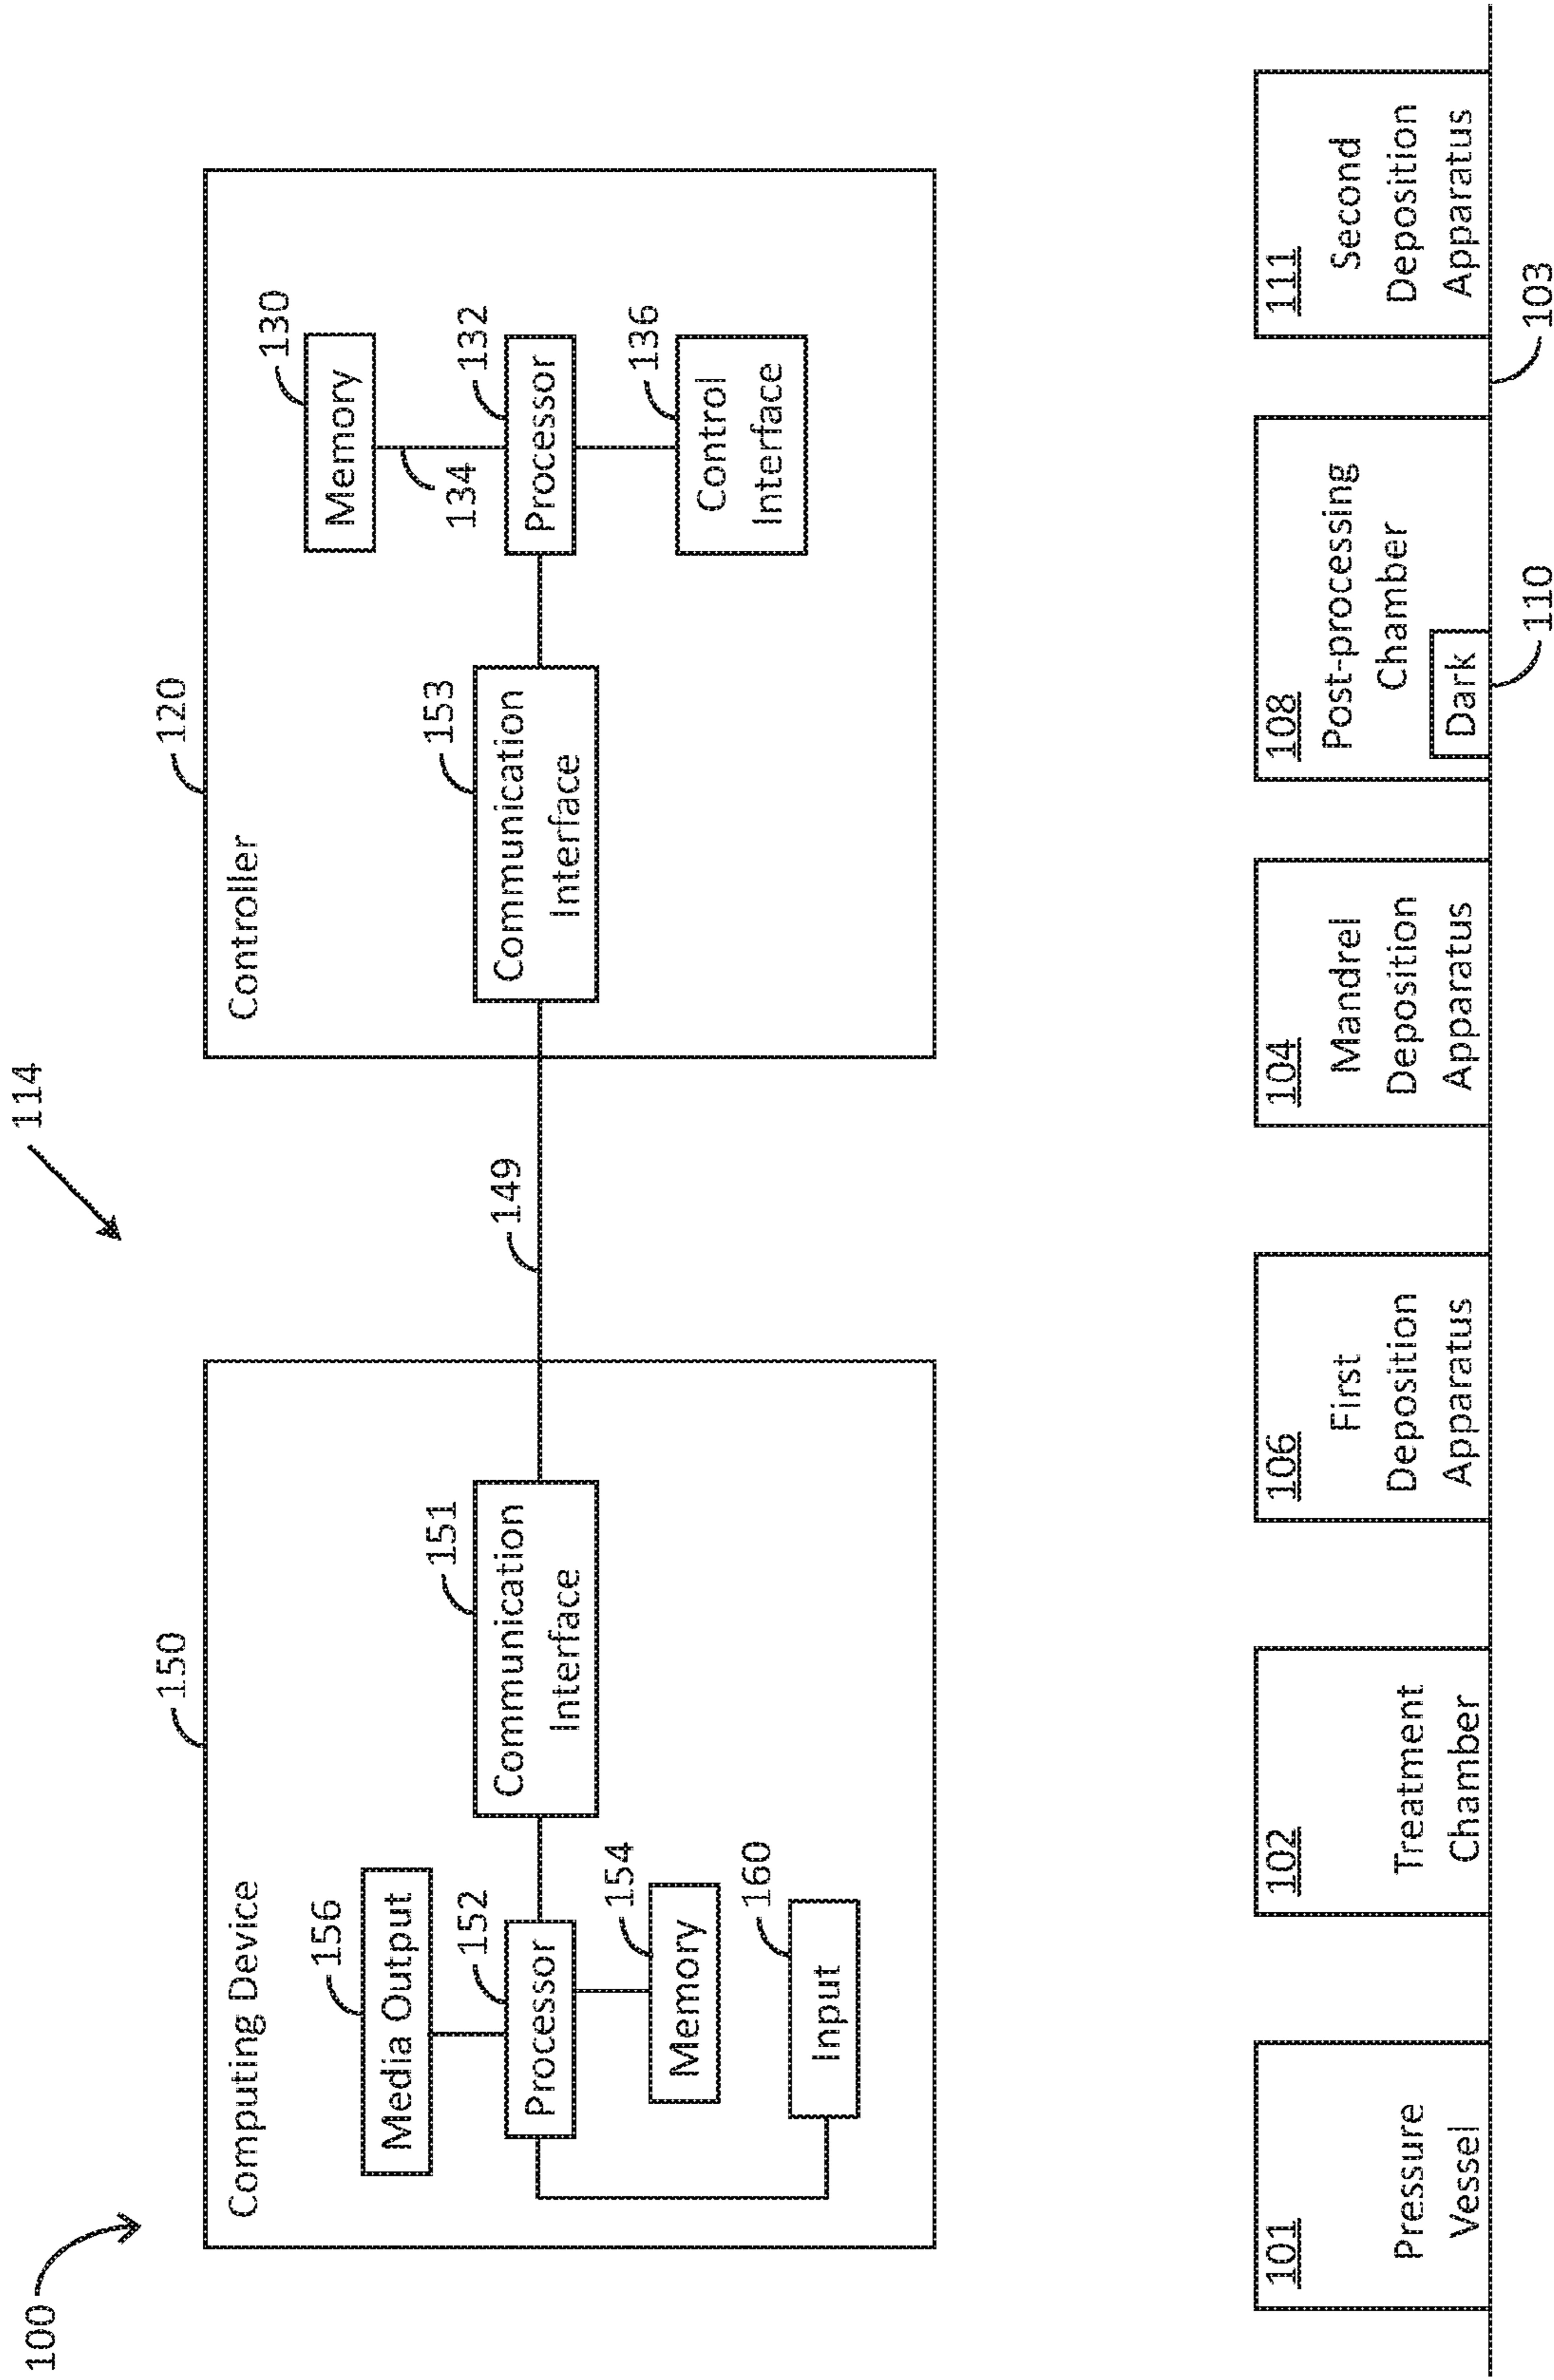 100
114
150
Computing Device
156
Media Output
152
Processor
154
Memory
160
Input
151
Communication
Interface
149
120
Controller
153
Communication
Interface
130
Memory
134
132
Processor
136
Control
Interface
101
Pressure
Vessel
102
Treatment
Chamber
106
First
Deposition
Apparatus
104
Mandrel
Deposition
Apparatus
108
Post-processing
Chamber
Dark
110
111
Second
Deposition
Apparatus
103